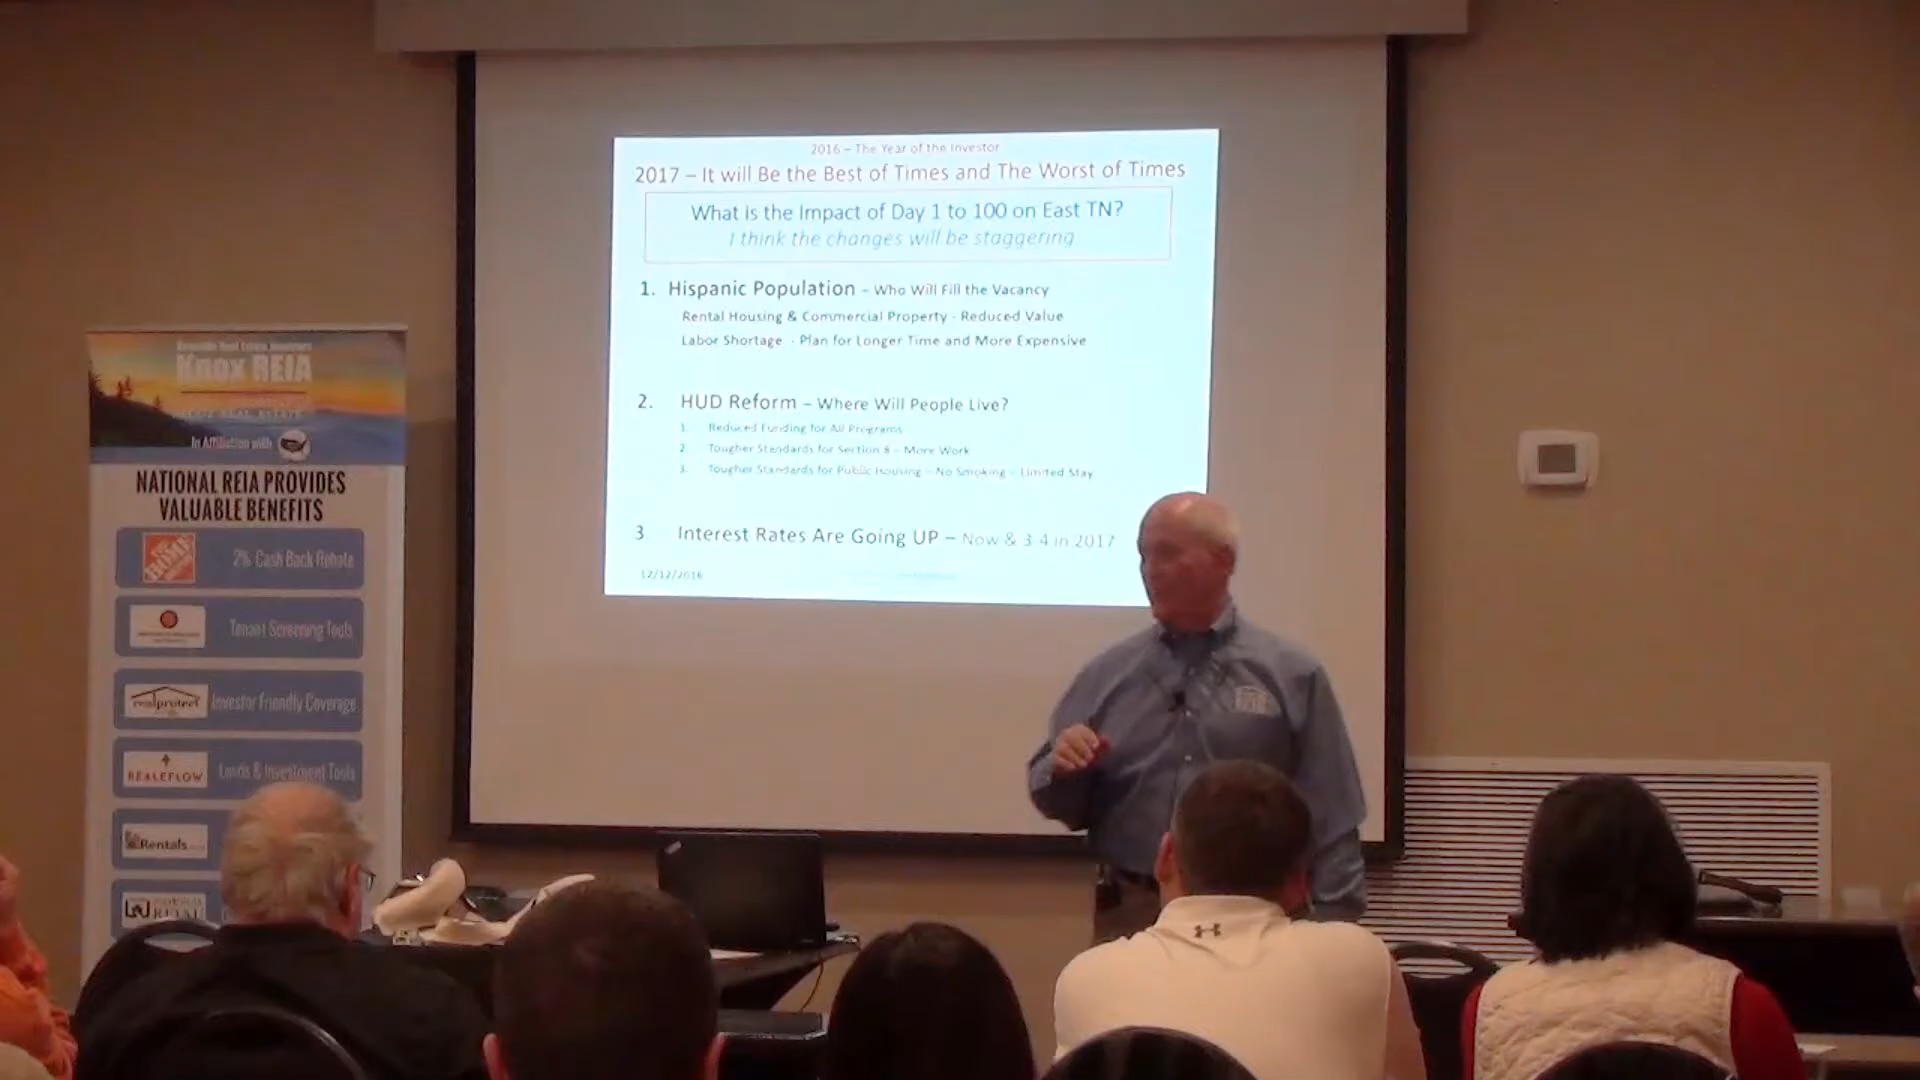 2016 – The Year of the Investor
2017 – It will Be the Best of Times and The Worst of Times
What is the Impact of Day 1 to 100 on East TN?
I think the changes will be staggering
1. Hispanic Population – Who Will Fill the Vacancy
Rental Housing & Commercial Property - Reduced Value
Labor Shortage - Plan for Longer Time and More Expensive
2. HUD Reform – Where Will People Live?
1. Reduced Funding for All Programs
2. Tougher Standards for Section 8 – More Work
3. Tougher Standards for Public Housing – No Smoking – Limited Stay
3 Interest Rates Are Going UP – Now & 3-4 in 2017
12/12/2016
Knox REIA
In Affiliation with
NATIONAL REIA PROVIDES
VALUABLE BENEFITS
THE HOME
2% Cash Back Rebate
Tenant Screening Tools
realprotect
Investor Friendly Coverage
REALEFLOW
Leads & Investment Tools
Rentals
REIA